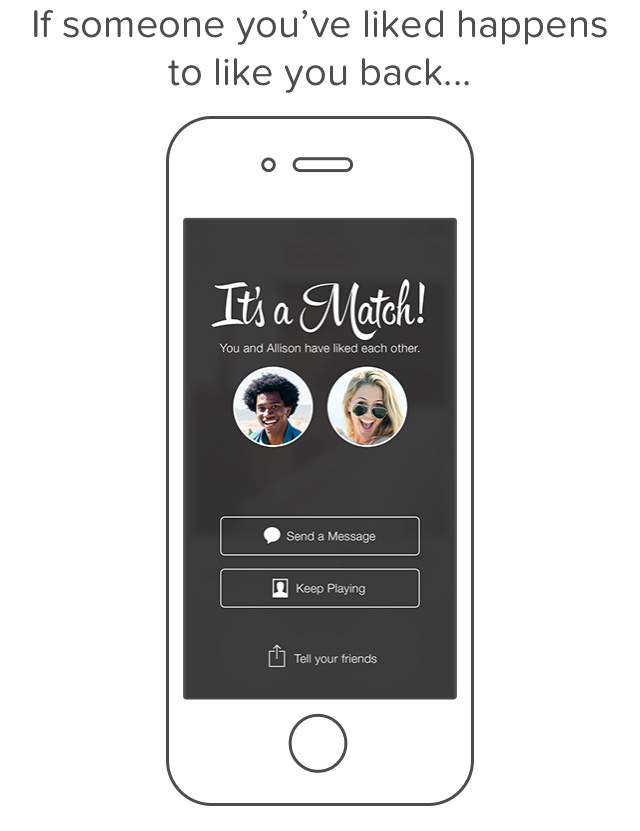 If someone you’ve liked happens
to like you back...
It's a Match!
You and Allison have liked each other.
Send a Message
Keep Playing
Tell your friends